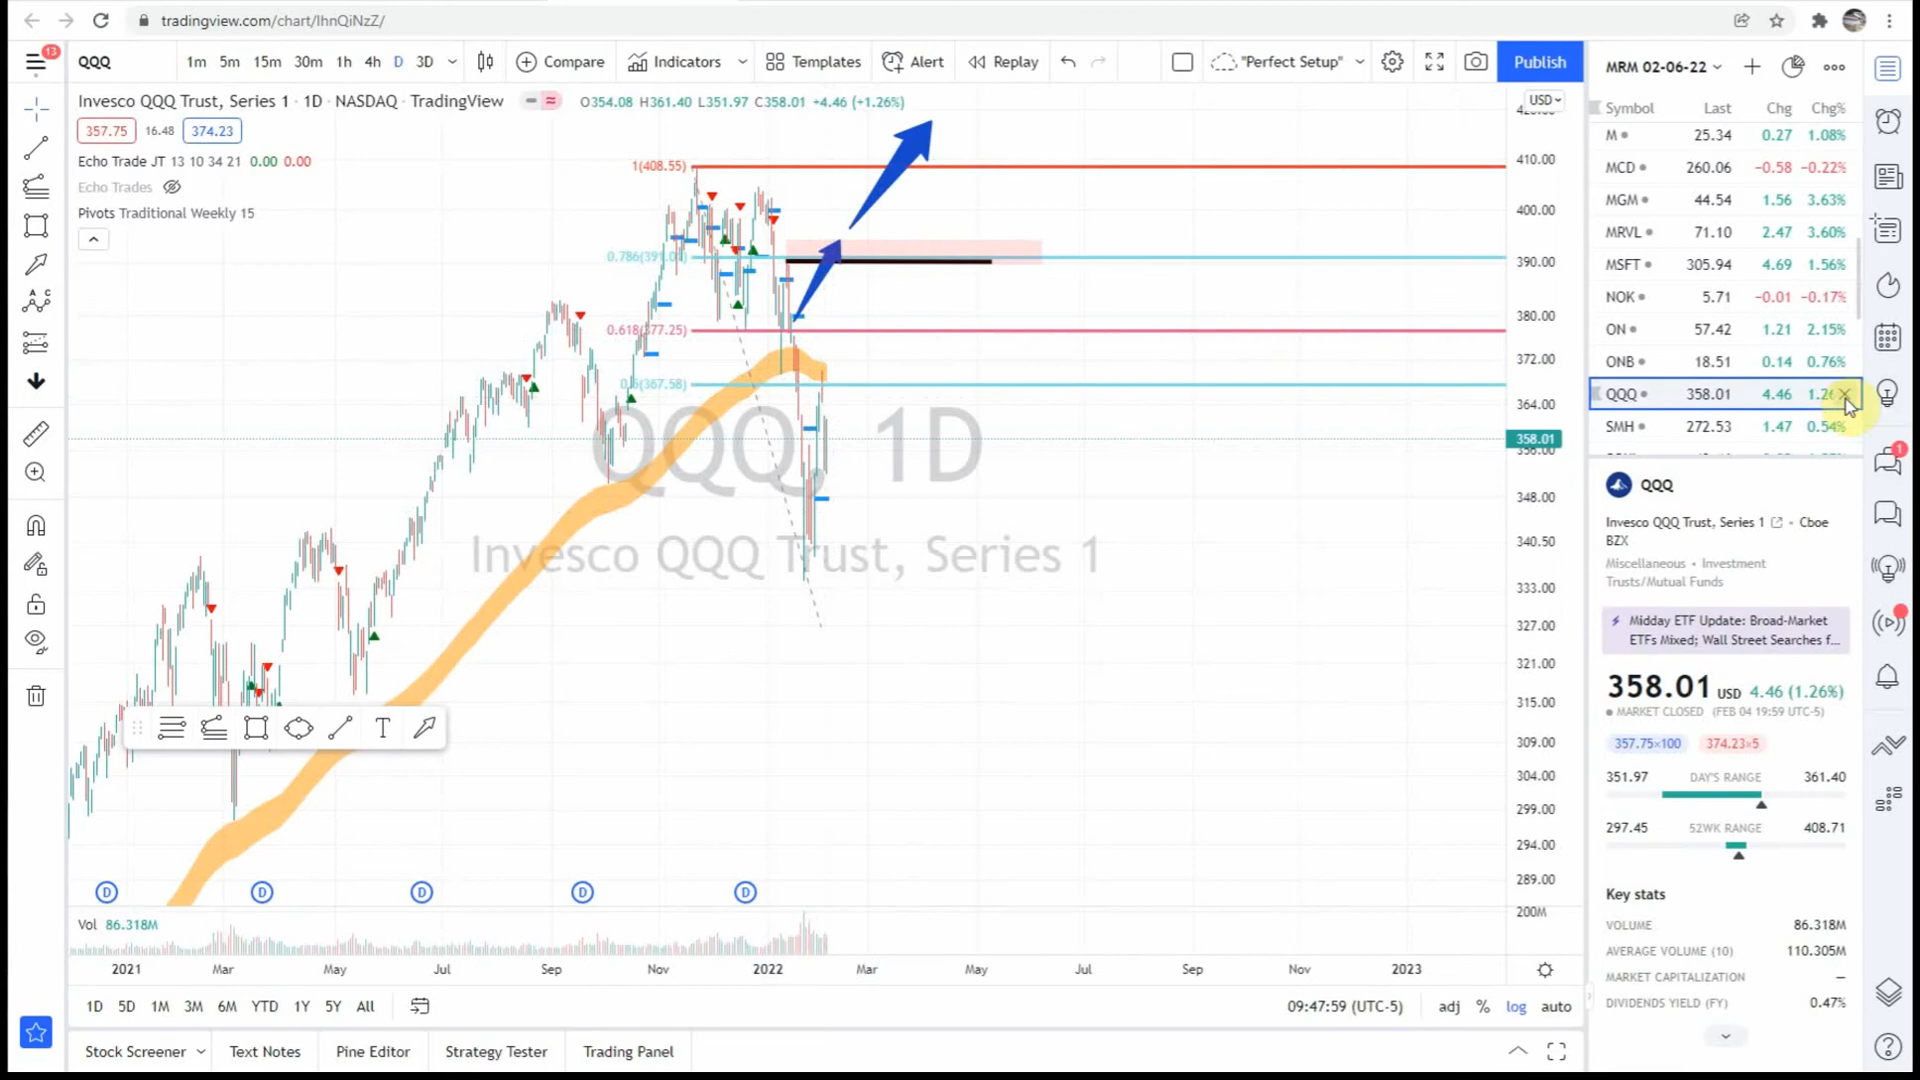 tradingview.com/chart/IhnQiNzZ/
13
QQQ
1m 5m 15m 30m 1h 4h D 3D
Compare
Indicators
Templates
Alert
Replay
"Perfect Setup"
Publish
MRM 02-06-22
Invesco QQQ Trust, Series 1 · 1D · NASDAQ · TradingView
O354.08 H361.40 L351.97 C358.01 +4.46 (+1.26%)
357.75 16.48 374.23
Echo Trade JT 13 10 34 21 0.00 0.00
Echo Trades
Pivots Traditional Weekly 15
USD
1(408.55)
0.618(377.25)
QQQ, 1D
Invesco QQQ Trust, Series 1
410.00
400.00
390.00
380.00
372.00
364.00
358.01
356.00
348.00
340.50
333.00
327.00
321.00
315.00
309.00
304.00
299.00
294.00
289.00
200M
T
D D D D D
Vol 86.318M
2021 Mar May Jul Sep Nov 2022 Mar May Jul Sep Nov 2023
1D 5D 1M 3M 6M YTD 1Y 5Y All
09:47:59 (UTC-5) adj % log auto
Stock Screener Text Notes Pine Editor Strategy Tester Trading Panel
Symbol Last Chg Chg%
M 25.34 0.27 1.08%
MCD 260.06 −0.58 −0.22%
MGM 44.54 1.56 3.63%
MRVL 71.10 2.47 3.60%
MSFT 305.94 4.69 1.56%
NOK 5.71 −0.01 −0.17%
ON 57.42 1.21 2.15%
ONB 18.51 0.14 0.76%
QQQ 358.01 4.46
SMH 272.53 1.47 0.54%
QQQ
Invesco QQQ Trust, Series 1 • Cboe
BZX
Miscellaneous • Investment
Trusts/Mutual Funds
Midday ETF Update: Broad-Market
ETFs Mixed; Wall Street Searches f...
358.01 USD 4.46 (1.26%)
MARKET CLOSED (FEB 04 19:59 UTC-5)
357.75×100 374.23×5
351.97 DAY'S RANGE 361.40
297.45 52WK RANGE 408.71
Key stats
VOLUME 86.318M
AVERAGE VOLUME (10) 110.305M
MARKET CAPITALIZATION —
DIVIDENDS YIELD (FY) 0.47%
1